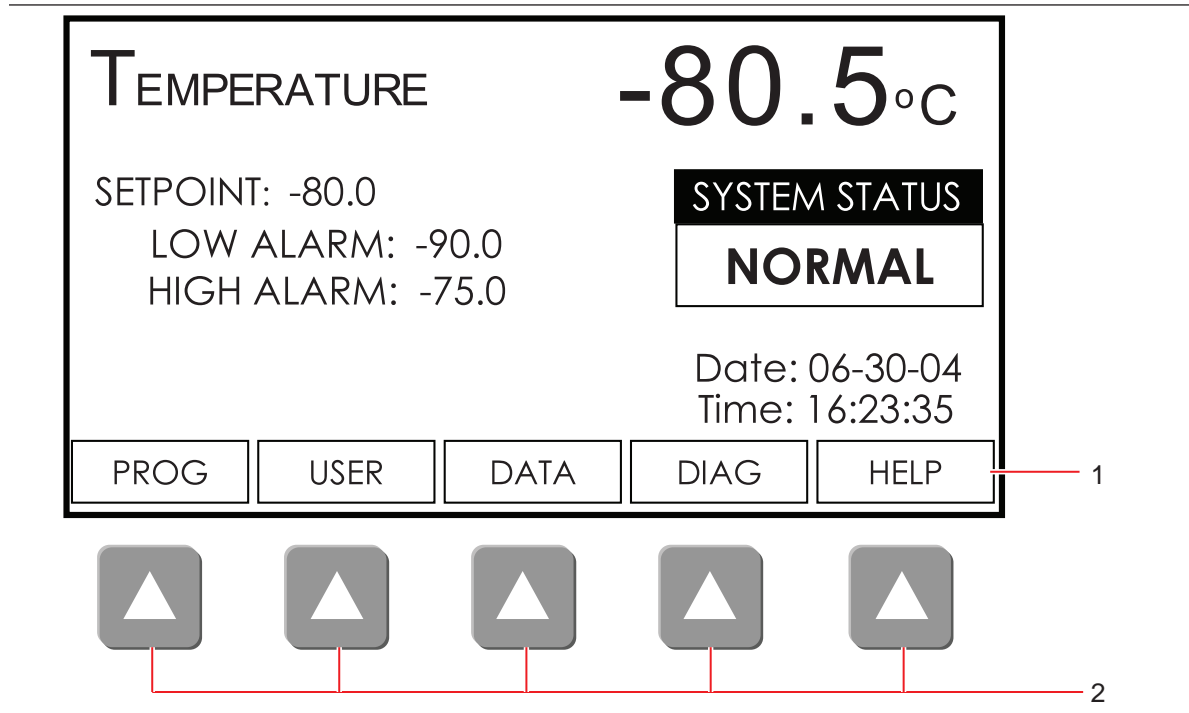 TEMPERATURE -80.5°C
SETPOINT: -80.0
LOW ALARM: -90.0
HIGH ALARM: -75.0
SYSTEM STATUS
NORMAL
Date: 06-30-04
Time: 16:23:35
PROG USER DATA DIAG HELP
1
2